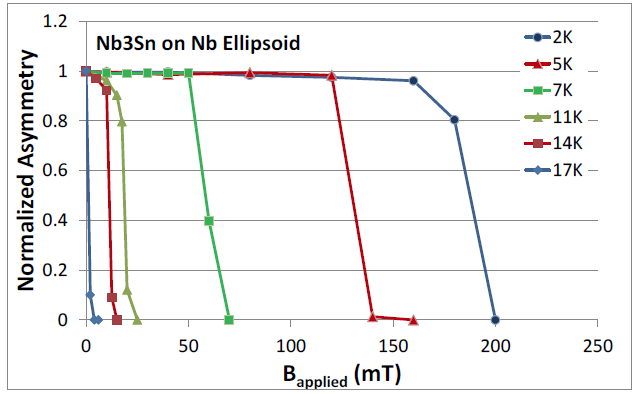 Nb3Sn on Nb Ellipsoid
Normalized Asymmetry
1.2
1
0.8
0.6
0.4
0.2
0
0
50
100
150
200
250
Bapplied (mT)
2K
5K
7K
11K
14K
17K